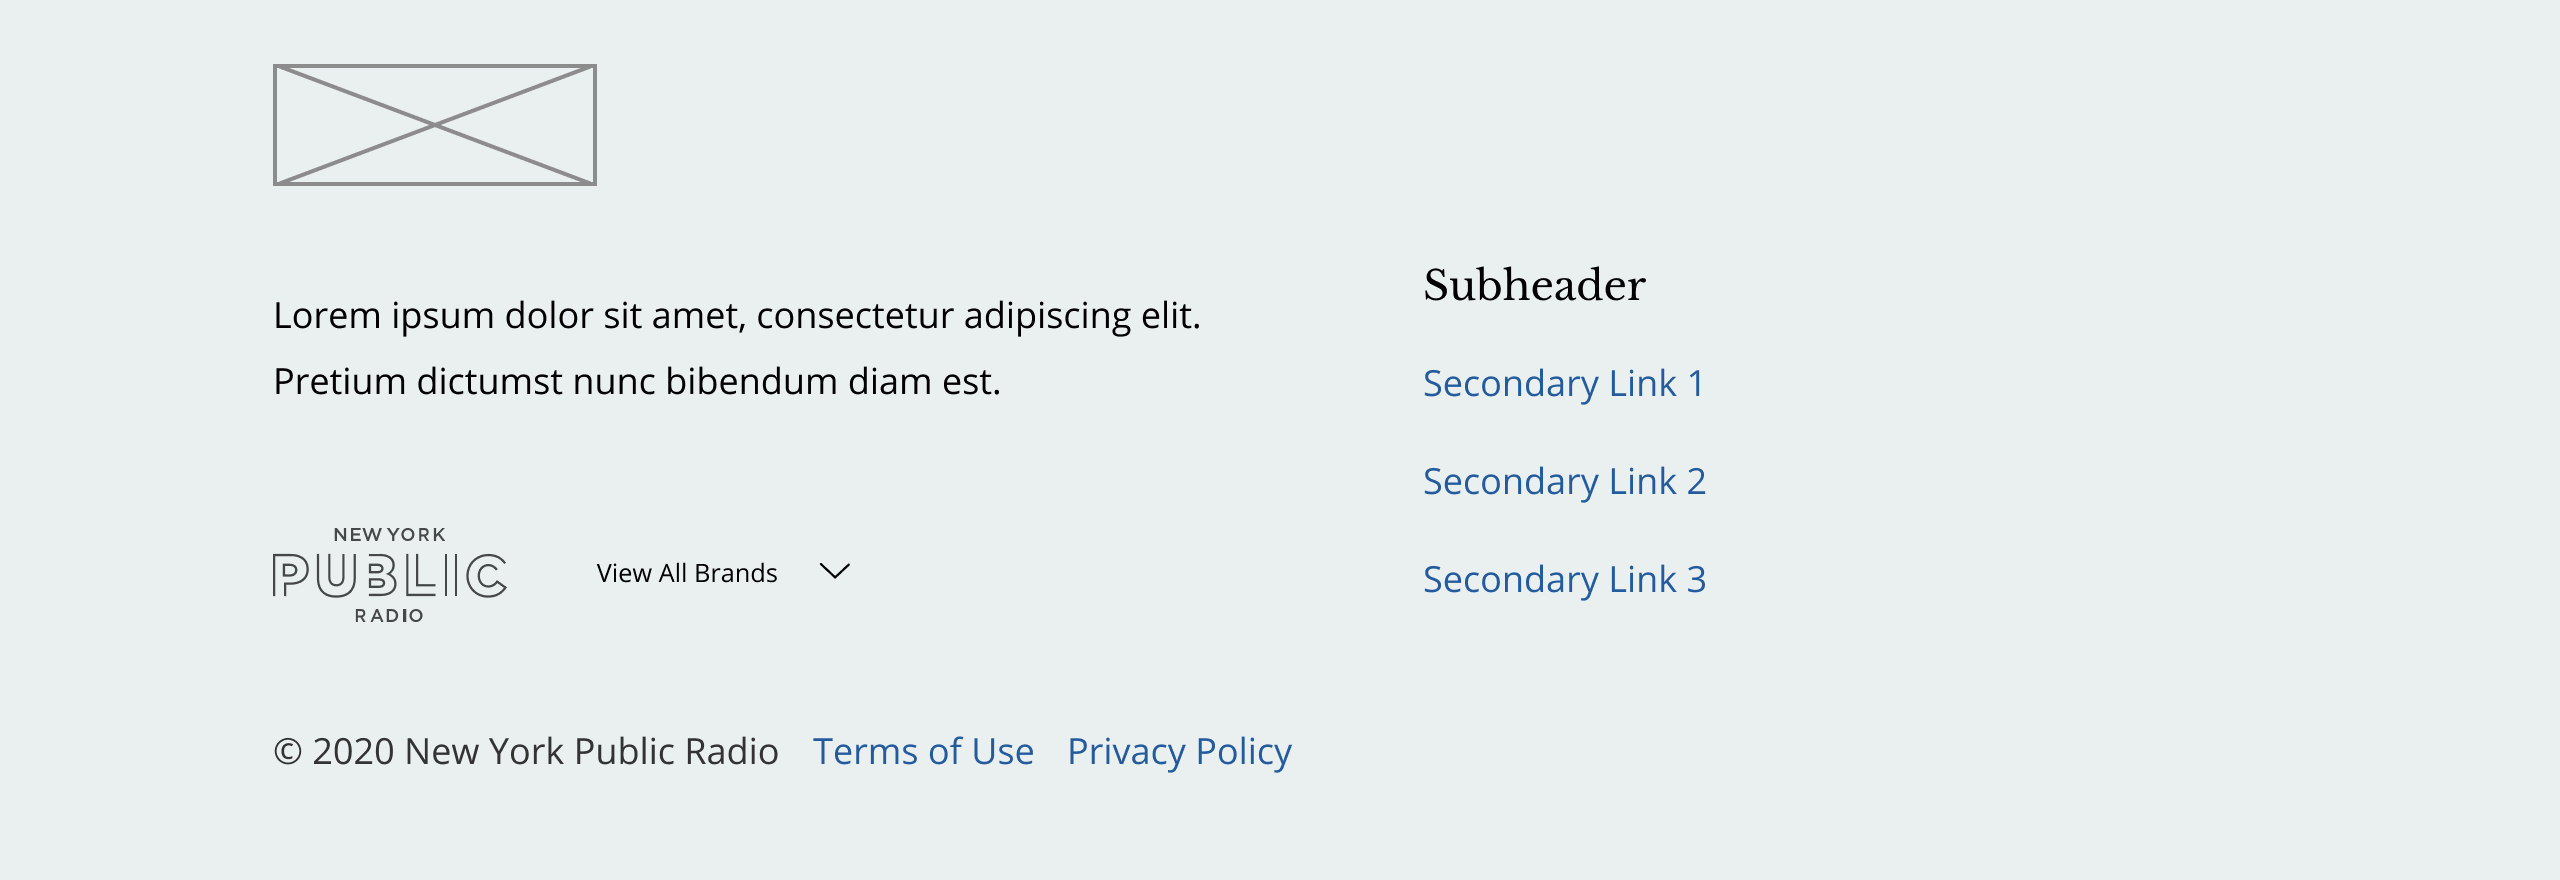 Lorem ipsum dolor sit amet, consectetur adipiscing elit.
Pretium dictumst nunc bibendum diam est.
NEW YORK
PUBLIC
RADIO
View All Brands
Subheader
Secondary Link 1
Secondary Link 2
Secondary Link 3
© 2020 New York Public Radio Terms of Use Privacy Policy